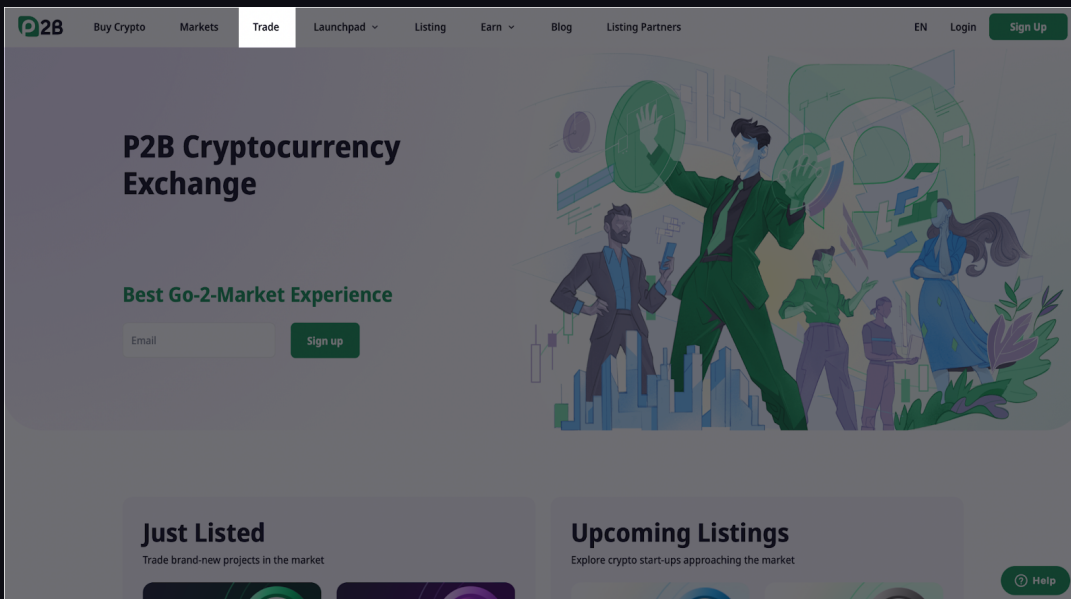 P2B
Buy Crypto Markets Trade Launchpad Listing Earn Blog Listing Partners EN Login Sign Up
P2B Cryptocurrency
Exchange
Best Go-2-Market Experience
Email Sign up
Just Listed
Trade brand-new projects in the market
Upcoming Listings
Explore crypto start-ups approaching the market
Help